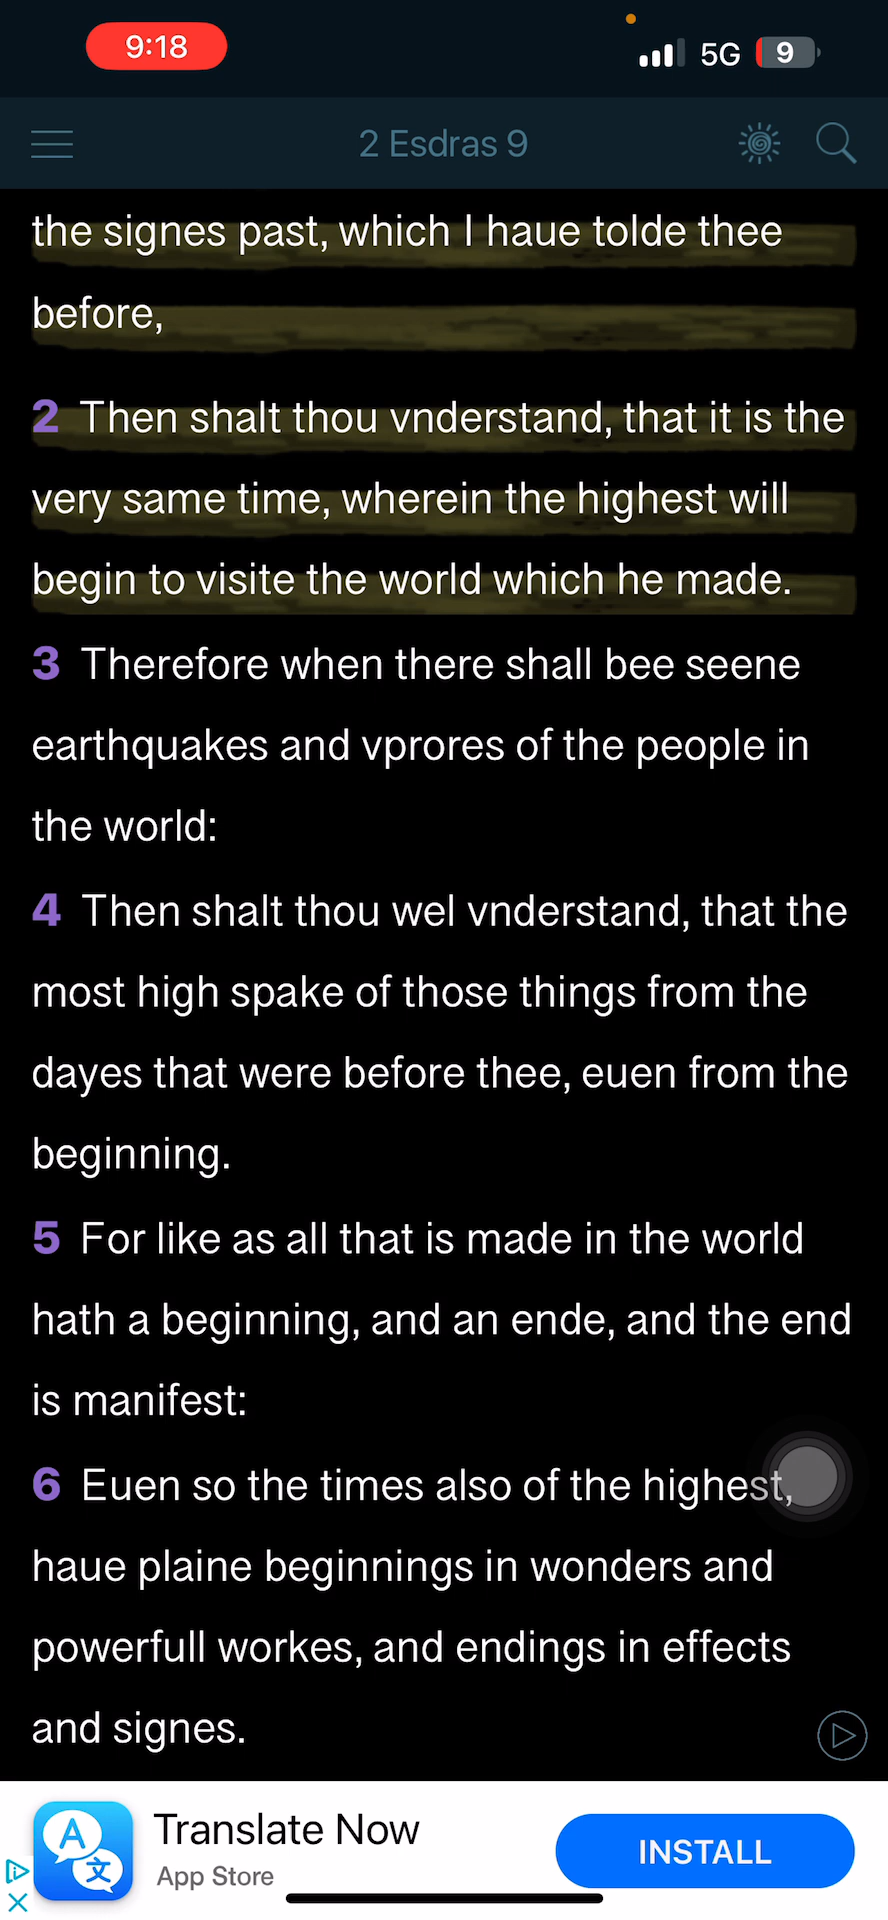 9:18
5G 9
2 Esdras 9
the signes past, which I haue tolde thee
before,
2 Then shalt thou vnderstand, that it is the
very same time, wherein the highest will
begin to visite the world which he made.
3 Therefore when there shall bee seene
earthquakes and vprores of the people in
the world:
4 Then shalt thou wel vnderstand, that the
most high spake of those things from the
dayes that were before thee, euen from the
beginning.
5 For like as all that is made in the world
hath a beginning, and an ende, and the end
is manifest:
6 Euen so the times also of the highest,
haue plaine beginnings in wonders and
powerfull workes, and endings in effects
and signes.
A
文
Translate Now
App Store
INSTALL